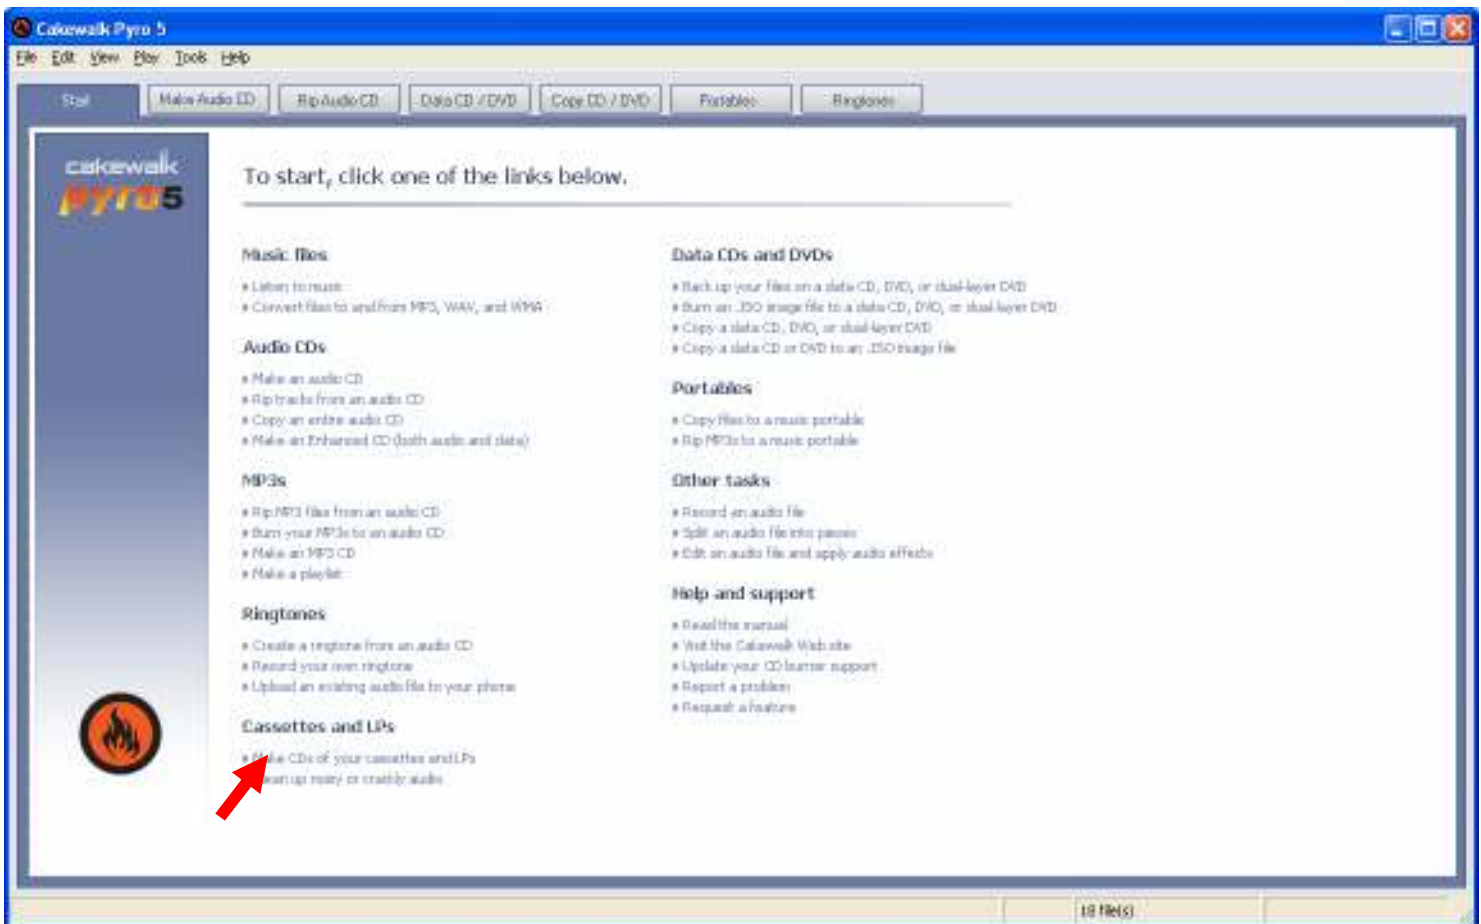 Cakewalk Pyro 5
File Edit View Play Tools Help
Start Make Audio CD Rip Audio CD Data CD / DVD Copy CD / DVD Portables Ringtones
cakewalk
pyro5
To start, click one of the links below.
Music files
Listen to music
Convert files to and from MP3, WAV, and WMA
Audio CDs
Make an audio CD
Rip tracks from an audio CD
Copy an entire audio CD
Make an Enhanced CD (both audio and data)
MP3s
Rip MP3 files from an audio CD
Burn your MP3s to an audio CD
Make an MP3 CD
Make a playlist
Ringtones
Create a ringtone from an audio CD
Record your own ringtone
Upload an existing audio file to your phone
Cassettes and LPs
Make CDs of your cassettes and LPs
up noisy or crackly audio
Data CDs and DVDs
Back up your files on a data CD, DVD, or dual-layer DVD
Burn an .ISO image file to a data CD, DVD, or dual-layer DVD
Copy a data CD, DVD, or dual-layer DVD
Copy a data CD or DVD to an .ISO image file
Portables
Copy files to a music portable
Rip MP3s to a music portable
Other tasks
Record an audio file
Split an audio file into pieces
Edit an audio file and apply audio effects
Help and support
Read the manual
Visit the Cakewalk Web site
Update your CD burner support
Report a problem
Request a feature
18 file(s)